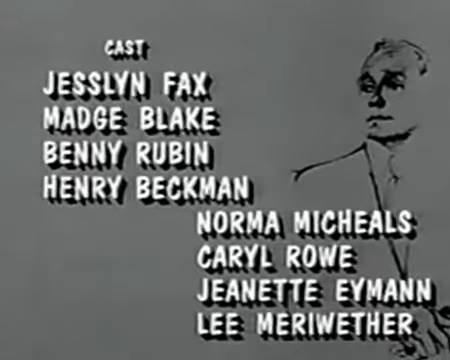 CAST
JESSLYN FAX
MADGE BLAKE
BENNY RUBIN
HENRY BECKMAN
NORMA MICHEALS
CARYL ROWE
JEANETTE EYMANN
LEE MERIWETHER